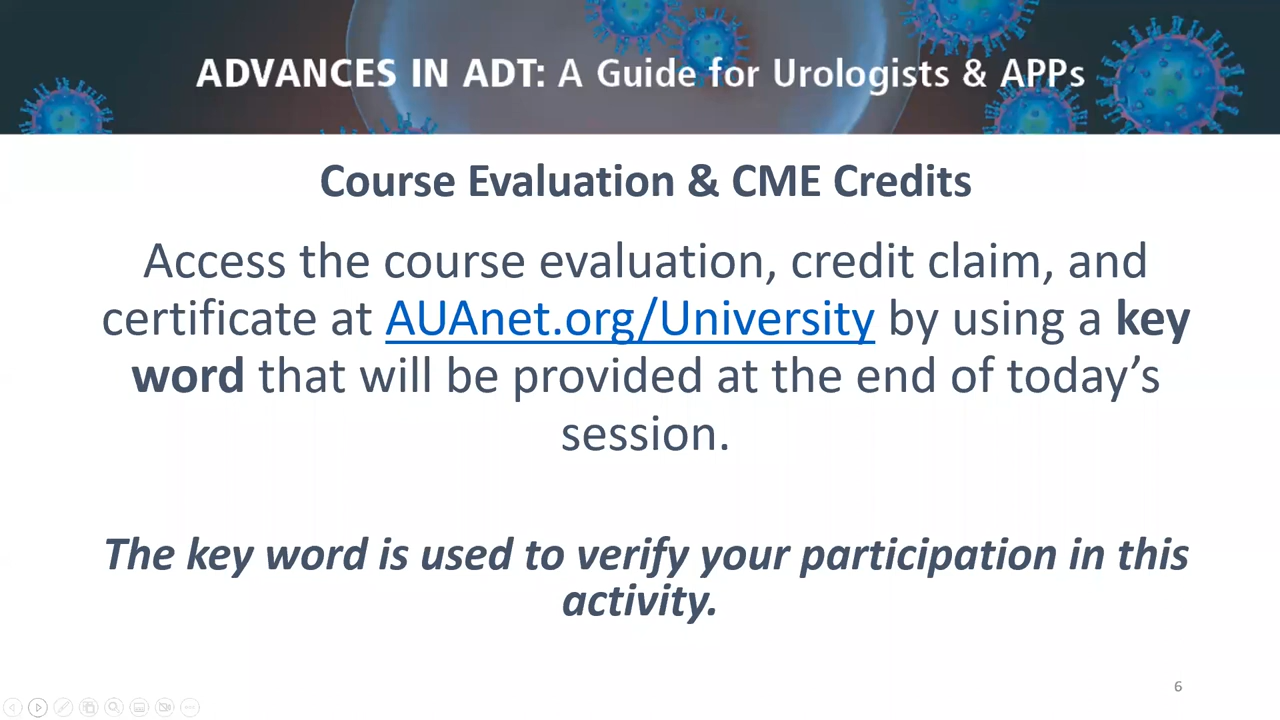 ADVANCES IN ADT: A Guide for Urologists & APPs
Course Evaluation & CME Credits
Access the course evaluation, credit claim, and
certificate at AUAnet.org/University by using a key
word that will be provided at the end of today’s
session.
The key word is used to verify your participation in this
activity.
6